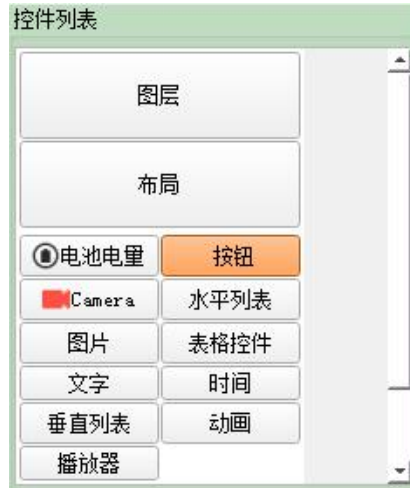 控件列表
图层
布局
电池电量 按钮
Camera 水平列表
图片 表格控件
文字 时间
垂直列表 动画
播放器